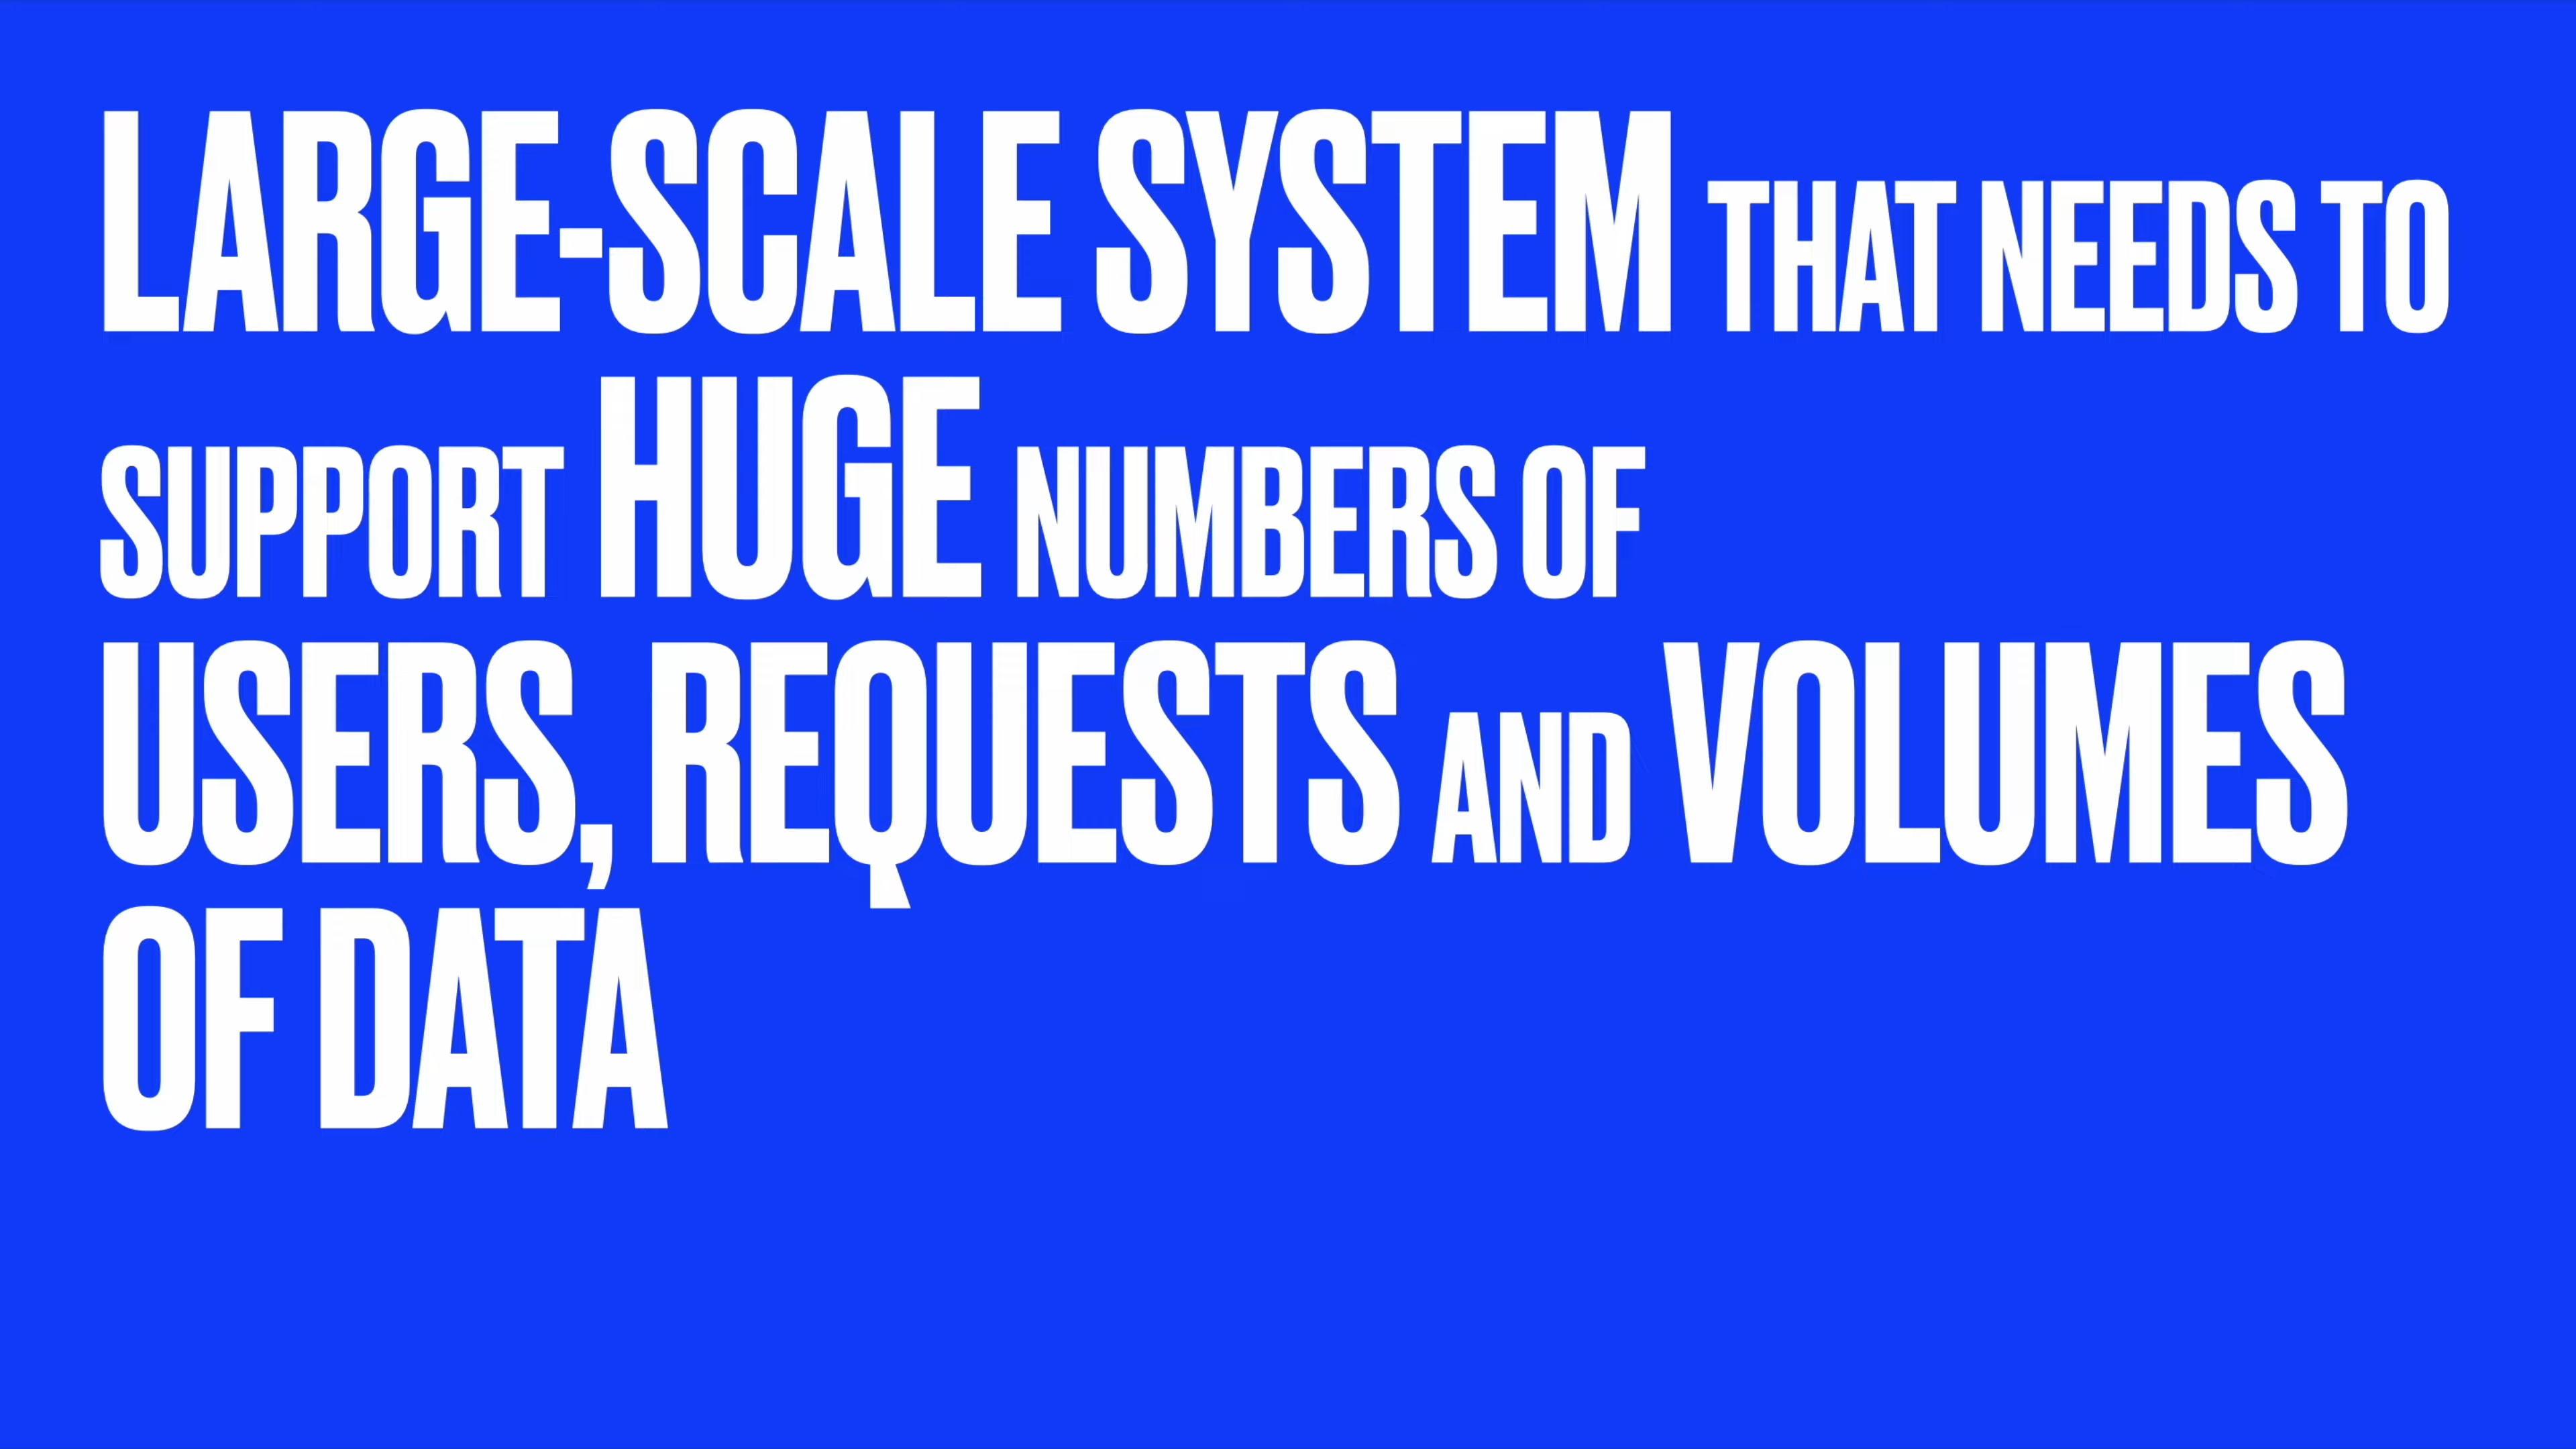 LARGE-SCALE SYSTEM THAT NEEDS TO
SUPPORT HUGE NUMBERS OF
USERS, REQUESTS AND VOLUMES
OF DATA